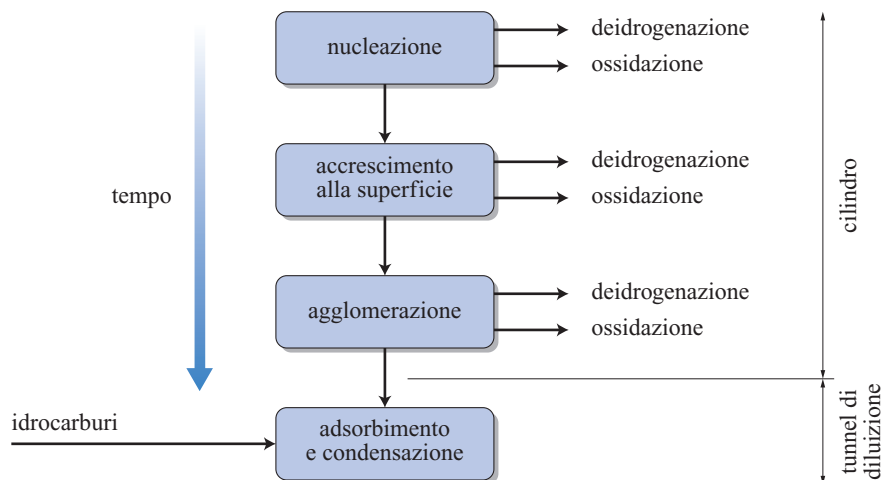 nucleazione
deidrogenazione
ossidazione
accrescimento
alla superficie
deidrogenazione
ossidazione
tempo
cilindro
agglomerazione
deidrogenazione
ossidazione
idrocarburi
adsorbimento
e condensazione
tunnel di
diluizione